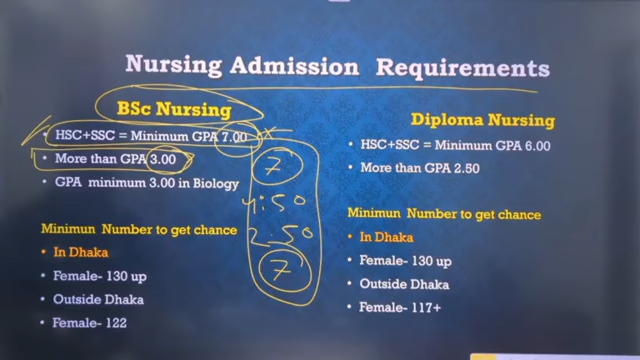 Nursing Admission Requirements
BSc Nursing
• HSC+SSC = Minimum GPA 7.00
• More than GPA 3.00
• GPA minimum 3.00 in Biology
Minimun Number to get chance
• In Dhaka
• Female- 130 up
• Outside Dhaka
• Female- 122
7
4:50
2:50
7
Diploma Nursing
• HSC+SSC = Minimum GPA 6.00
• More than GPA 2.50
Minimun Number to get chance
• In Dhaka
• Female- 130 up
• Outside Dhaka
• Female- 117+